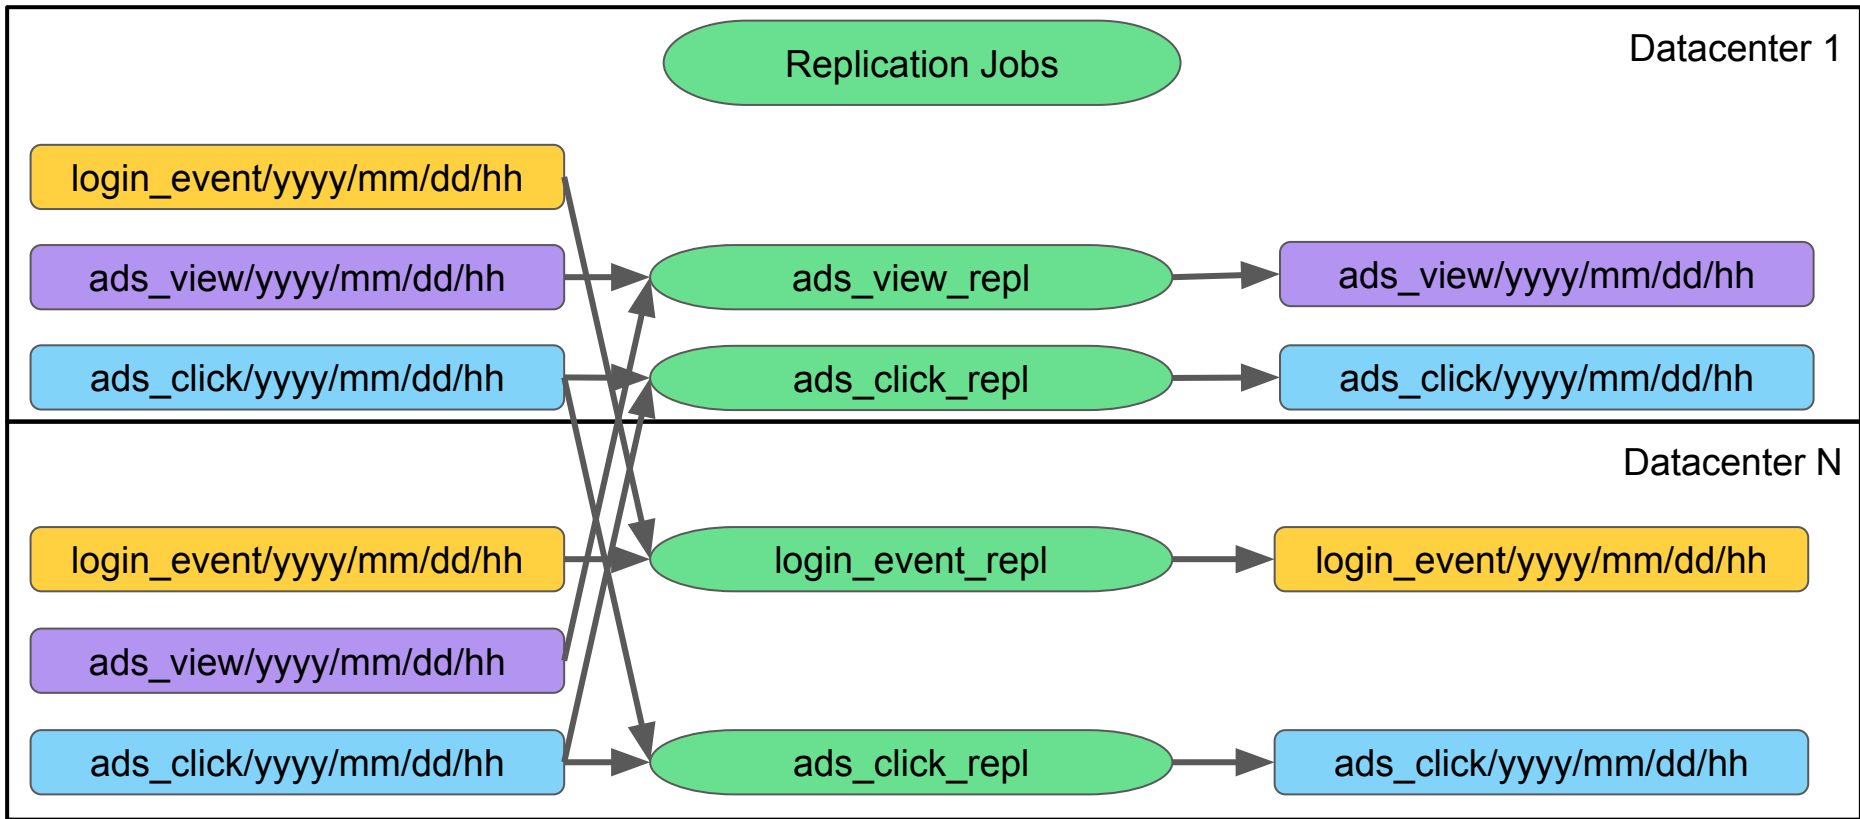 Replication Jobs
Datacenter 1
login_event/yyyy/mm/dd/hh
ads_view/yyyy/mm/dd/hh
ads_view_repl
ads_view/yyyy/mm/dd/hh
ads_click/yyyy/mm/dd/hh
ads_click_repl
ads_click/yyyy/mm/dd/hh
Datacenter N
login_event/yyyy/mm/dd/hh
login_event_repl
login_event/yyyy/mm/dd/hh
ads_view/yyyy/mm/dd/hh
ads_click/yyyy/mm/dd/hh
ads_click_repl
ads_click/yyyy/mm/dd/hh